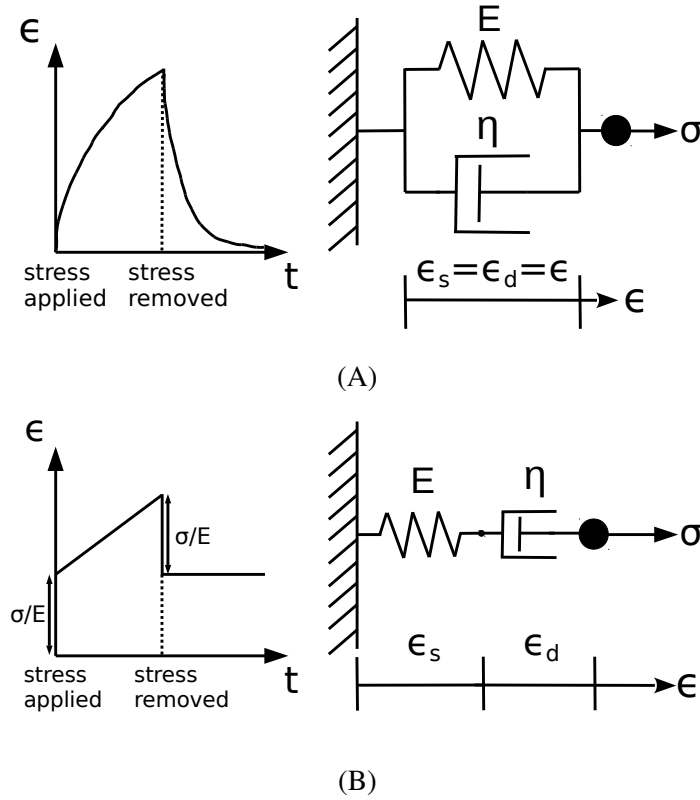 ϵ
E
η
σ
stress applied
stress removed
t
ϵs=ϵd=ϵ
ϵ
(A)
ϵ
σ/E
σ/E
E
η
σ
stress applied
stress removed
t
ϵs
ϵd
ϵ
(B)